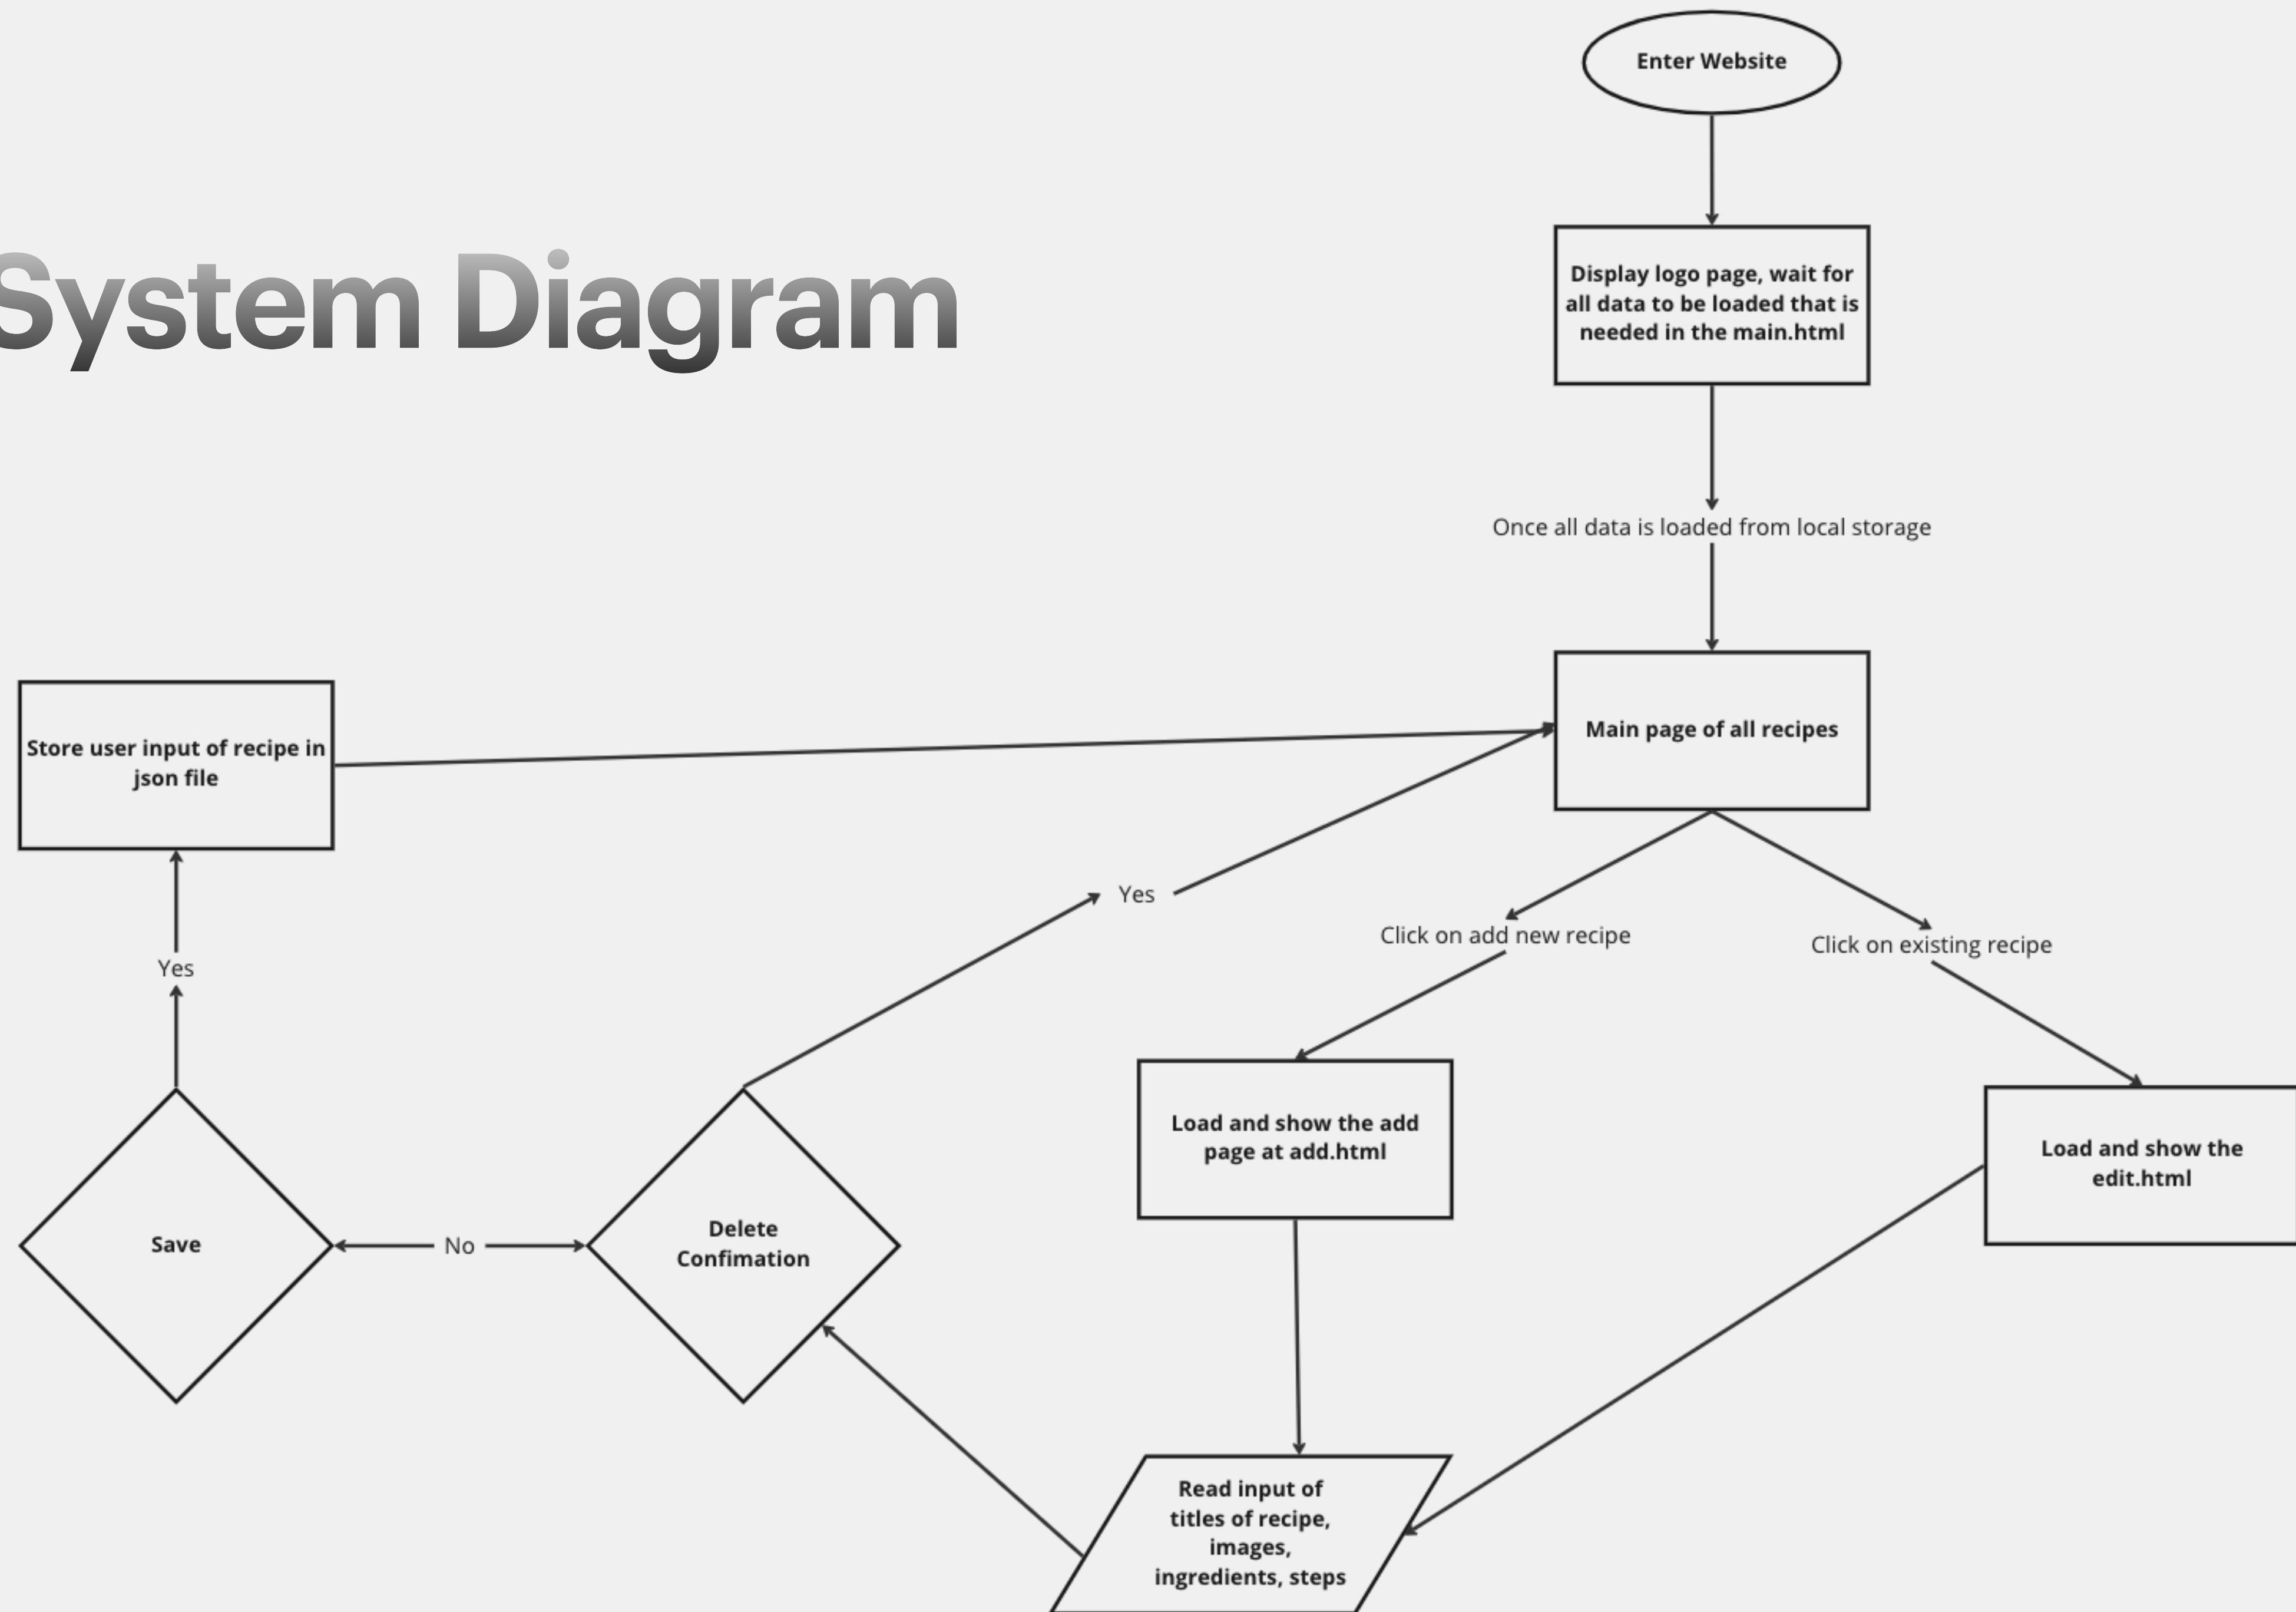 Enter Website
System Diagram
Display logo page, wait for
all data to be loaded that is
needed in the main.html
Once all data is loaded from local storage
Main page of all recipes
Store user input of recipe in
json file
Yes
Click on add new recipe
Click on existing recipe
Yes
Load and show the add
page at add.html
Load and show the
edit.html
Save
No
Delete
Confimation
Read input of
titles of recipe,
images,
ingredients, steps